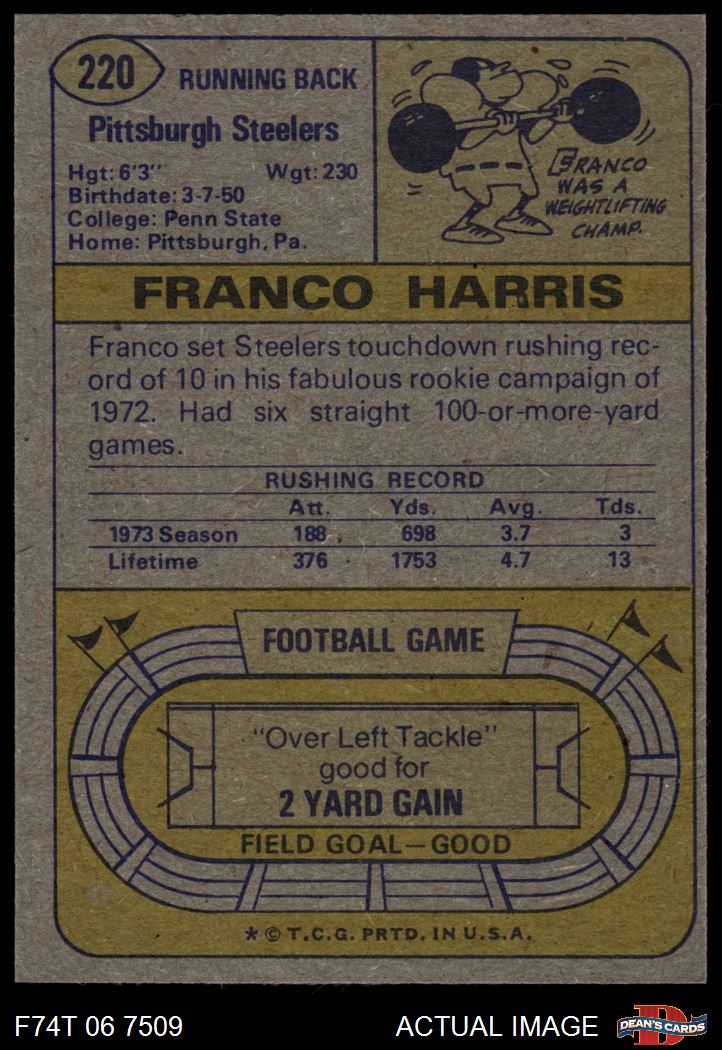 220
RUNNING BACK
Pittsburgh Steelers
Hgt: 6'3" Wgt: 230
Birthdate: 3-7-50
College: Penn State
Home: Pittsburgh, Pa.
FRANCO
WAS A
WEIGHTLIFTING
CHAMP.
FRANCO HARRIS
Franco set Steelers touchdown rushing rec-
ord of 10 in his fabulous rookie campaign of
1972. Had six straight 100-or-more-yard
games.
RUSHING RECORD
Att. Yds. Avg. Tds.
1973 Season 188 698 3.7 3
Lifetime 376 1753 4.7 13
FOOTBALL GAME
"Over Left Tackle"
good for
2 YARD GAIN
FIELD GOAL—GOOD
* © T.C.G. PRTD. IN U.S.A.
F74T 06 7509
ACTUAL IMAGE
D
DEAN'S CARDS